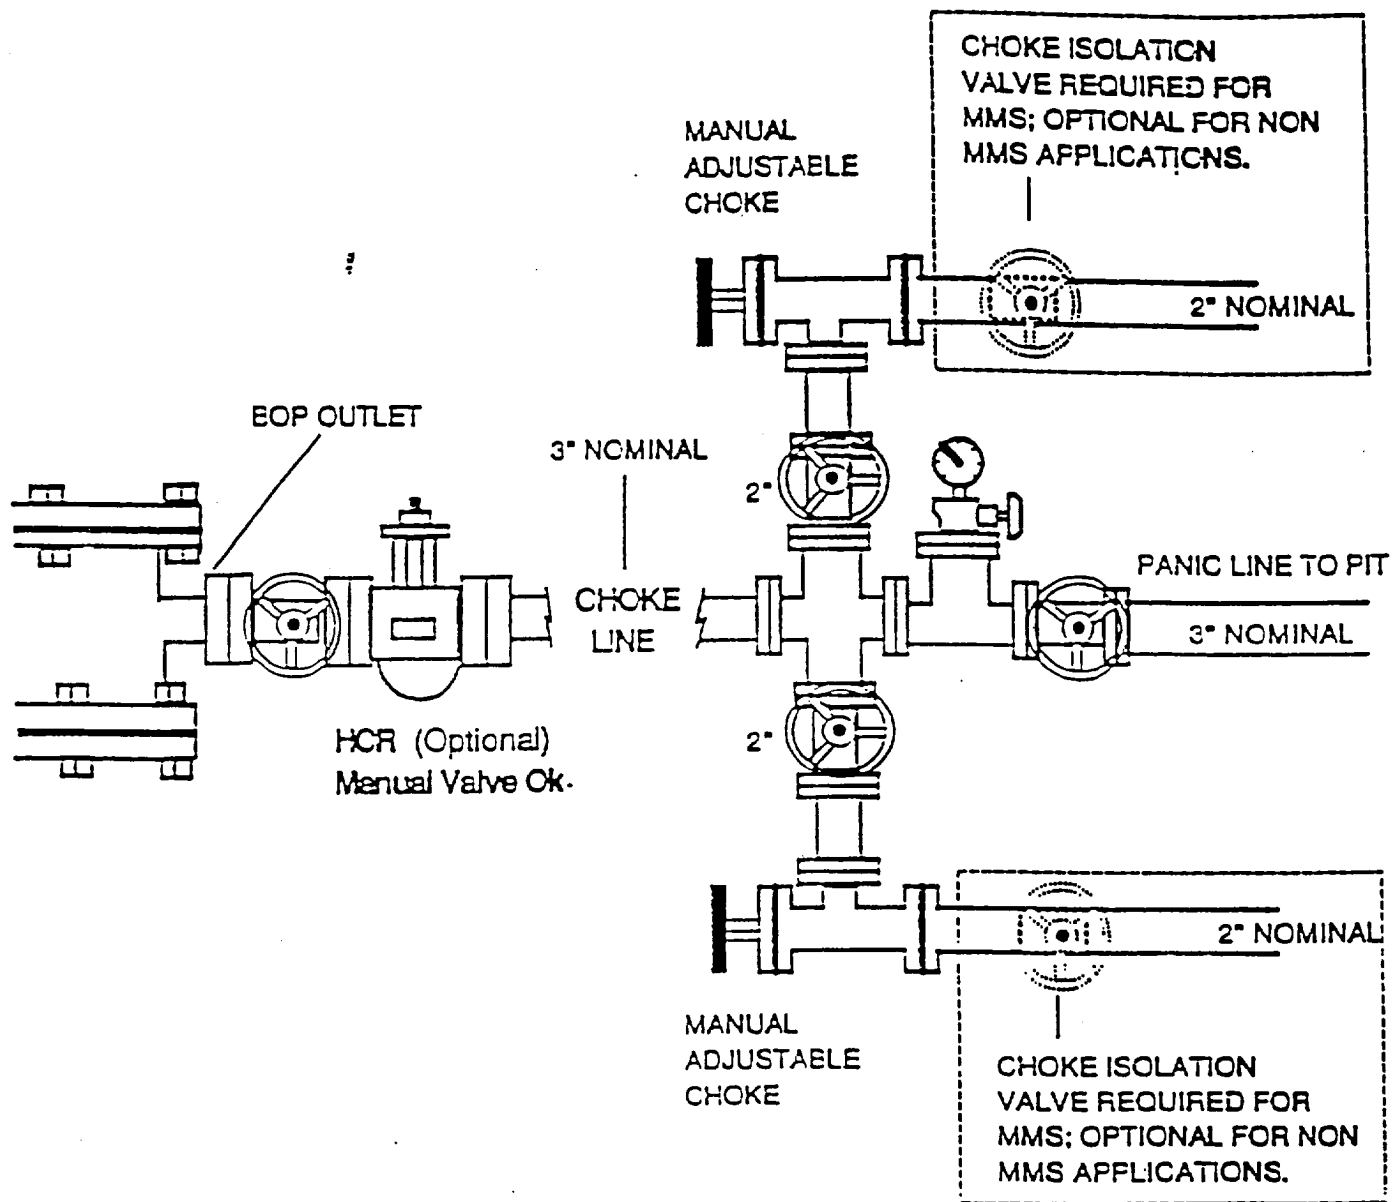 CHOKE ISOLATION
VALVE REQUIRED FOR
MMS; OPTIONAL FOR NON
MMS APPLICATIONS.
MANUAL
ADJUSTABLE
CHOKE
2" NOMINAL
BOP OUTLET
3" NOMINAL
2"
PANIC LINE TO PIT
CHOKE
LINE
3" NOMINAL
HCR (Optional)
Manual Valve Ok.
2"
2" NOMINAL
MANUAL
ADJUSTABLE
CHOKE
CHOKE ISOLATION
VALVE REQUIRED FOR
MMS; OPTIONAL FOR NON
MMS APPLICATIONS.